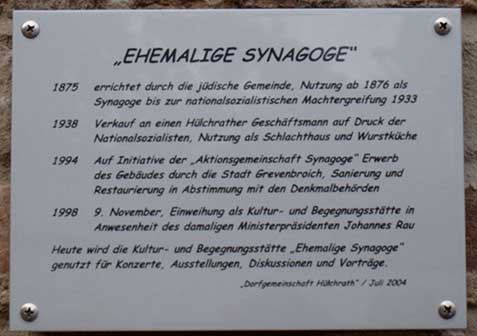 „EHEMALIGE SYNAGOGE“
1875 errichtet durch die jüdische Gemeinde, Nutzung ab 1876 als
Synagoge bis zur nationalsozialistischen Machtergreifung 1933
1938 Verkauf an einen Hülchrather Geschäftsmann auf Druck der
Nationalsozialisten, Nutzung als Schlachthaus und Wurstküche
1994 Auf Initiative der „Aktionsgemeinschaft Synagoge“ Erwerb
des Gebäudes durch die Stadt Grevenbroich, Sanierung und
Restaurierung in Abstimmung mit den Denkmalbehörden
1998 9. November, Einweihung als Kultur- und Begegnungsstätte in
Anwesenheit des damaligen Ministerpräsidenten Johannes Rau
Heute wird die Kultur- und Begegnungsstätte „Ehemalige Synagoge“
genutzt für Konzerte, Ausstellungen, Diskussionen und Vorträge.
„Dorfgemeinschaft Hülchrath“ / Juli 2004